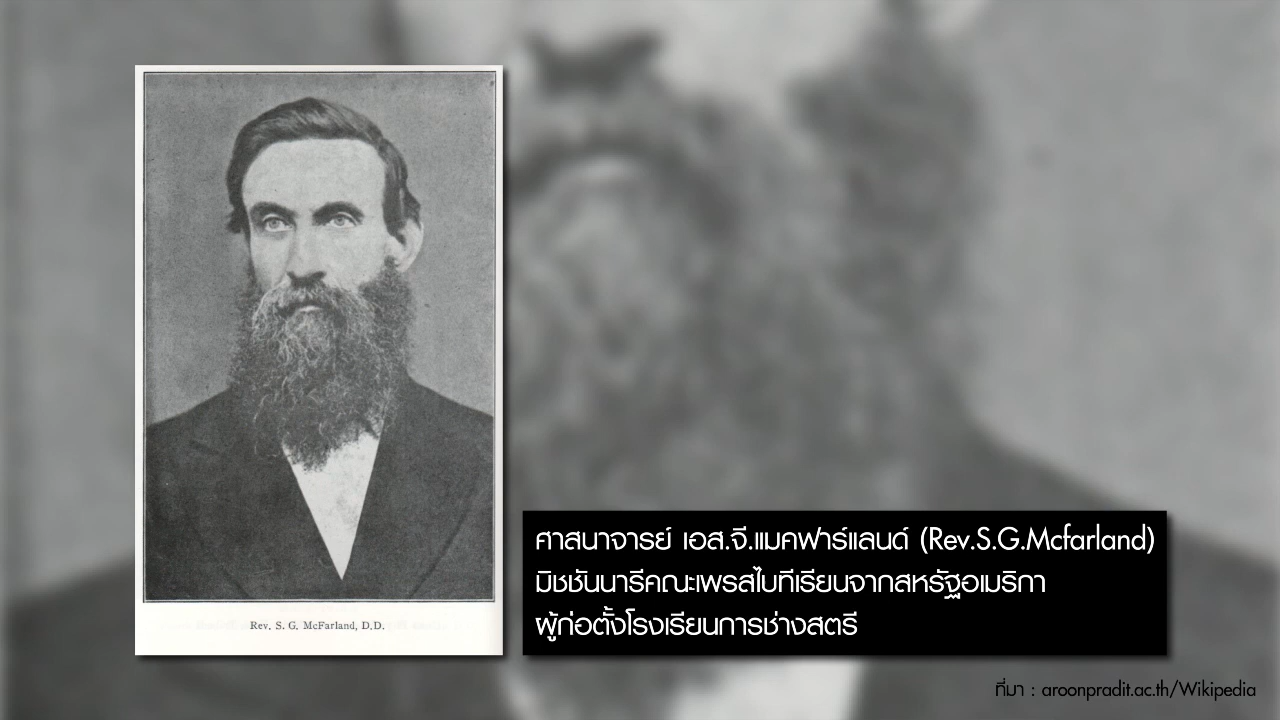 Rev. S. G. McFarland, D.D.
ศาสนาจารย์ เอส.จี.แมคฟาร์แลนด์ (Rev.S.G.Mcfarland)
มิชชันนารีคณะเพรสไบทีเรียนจากสหรัฐอเมริกา
ผู้ก่อตั้งโรงเรียนการช่างสตรี
ที่มา : aroonpradit.ac.th/Wikipedia